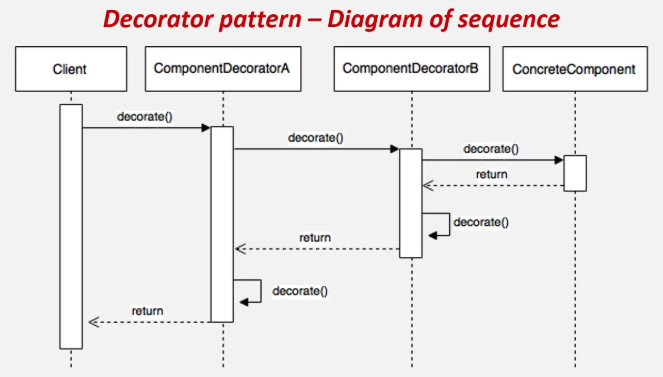 Decorator pattern – Diagram of sequence
Client
ComponentDecoratorA
ComponentDecoratorB
ConcreteComponent
decorate()
decorate()
decorate()
return
decorate()
return
decorate()
return